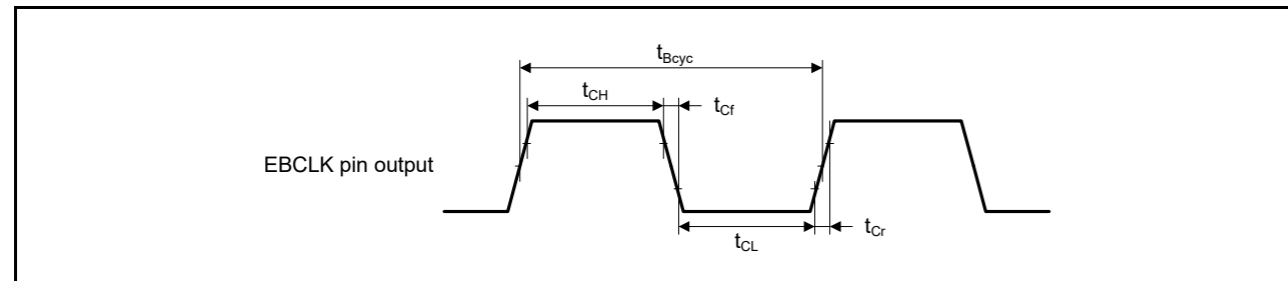 tBcyc
tCH
tCf
EBCLK pin output
tCL
tCr